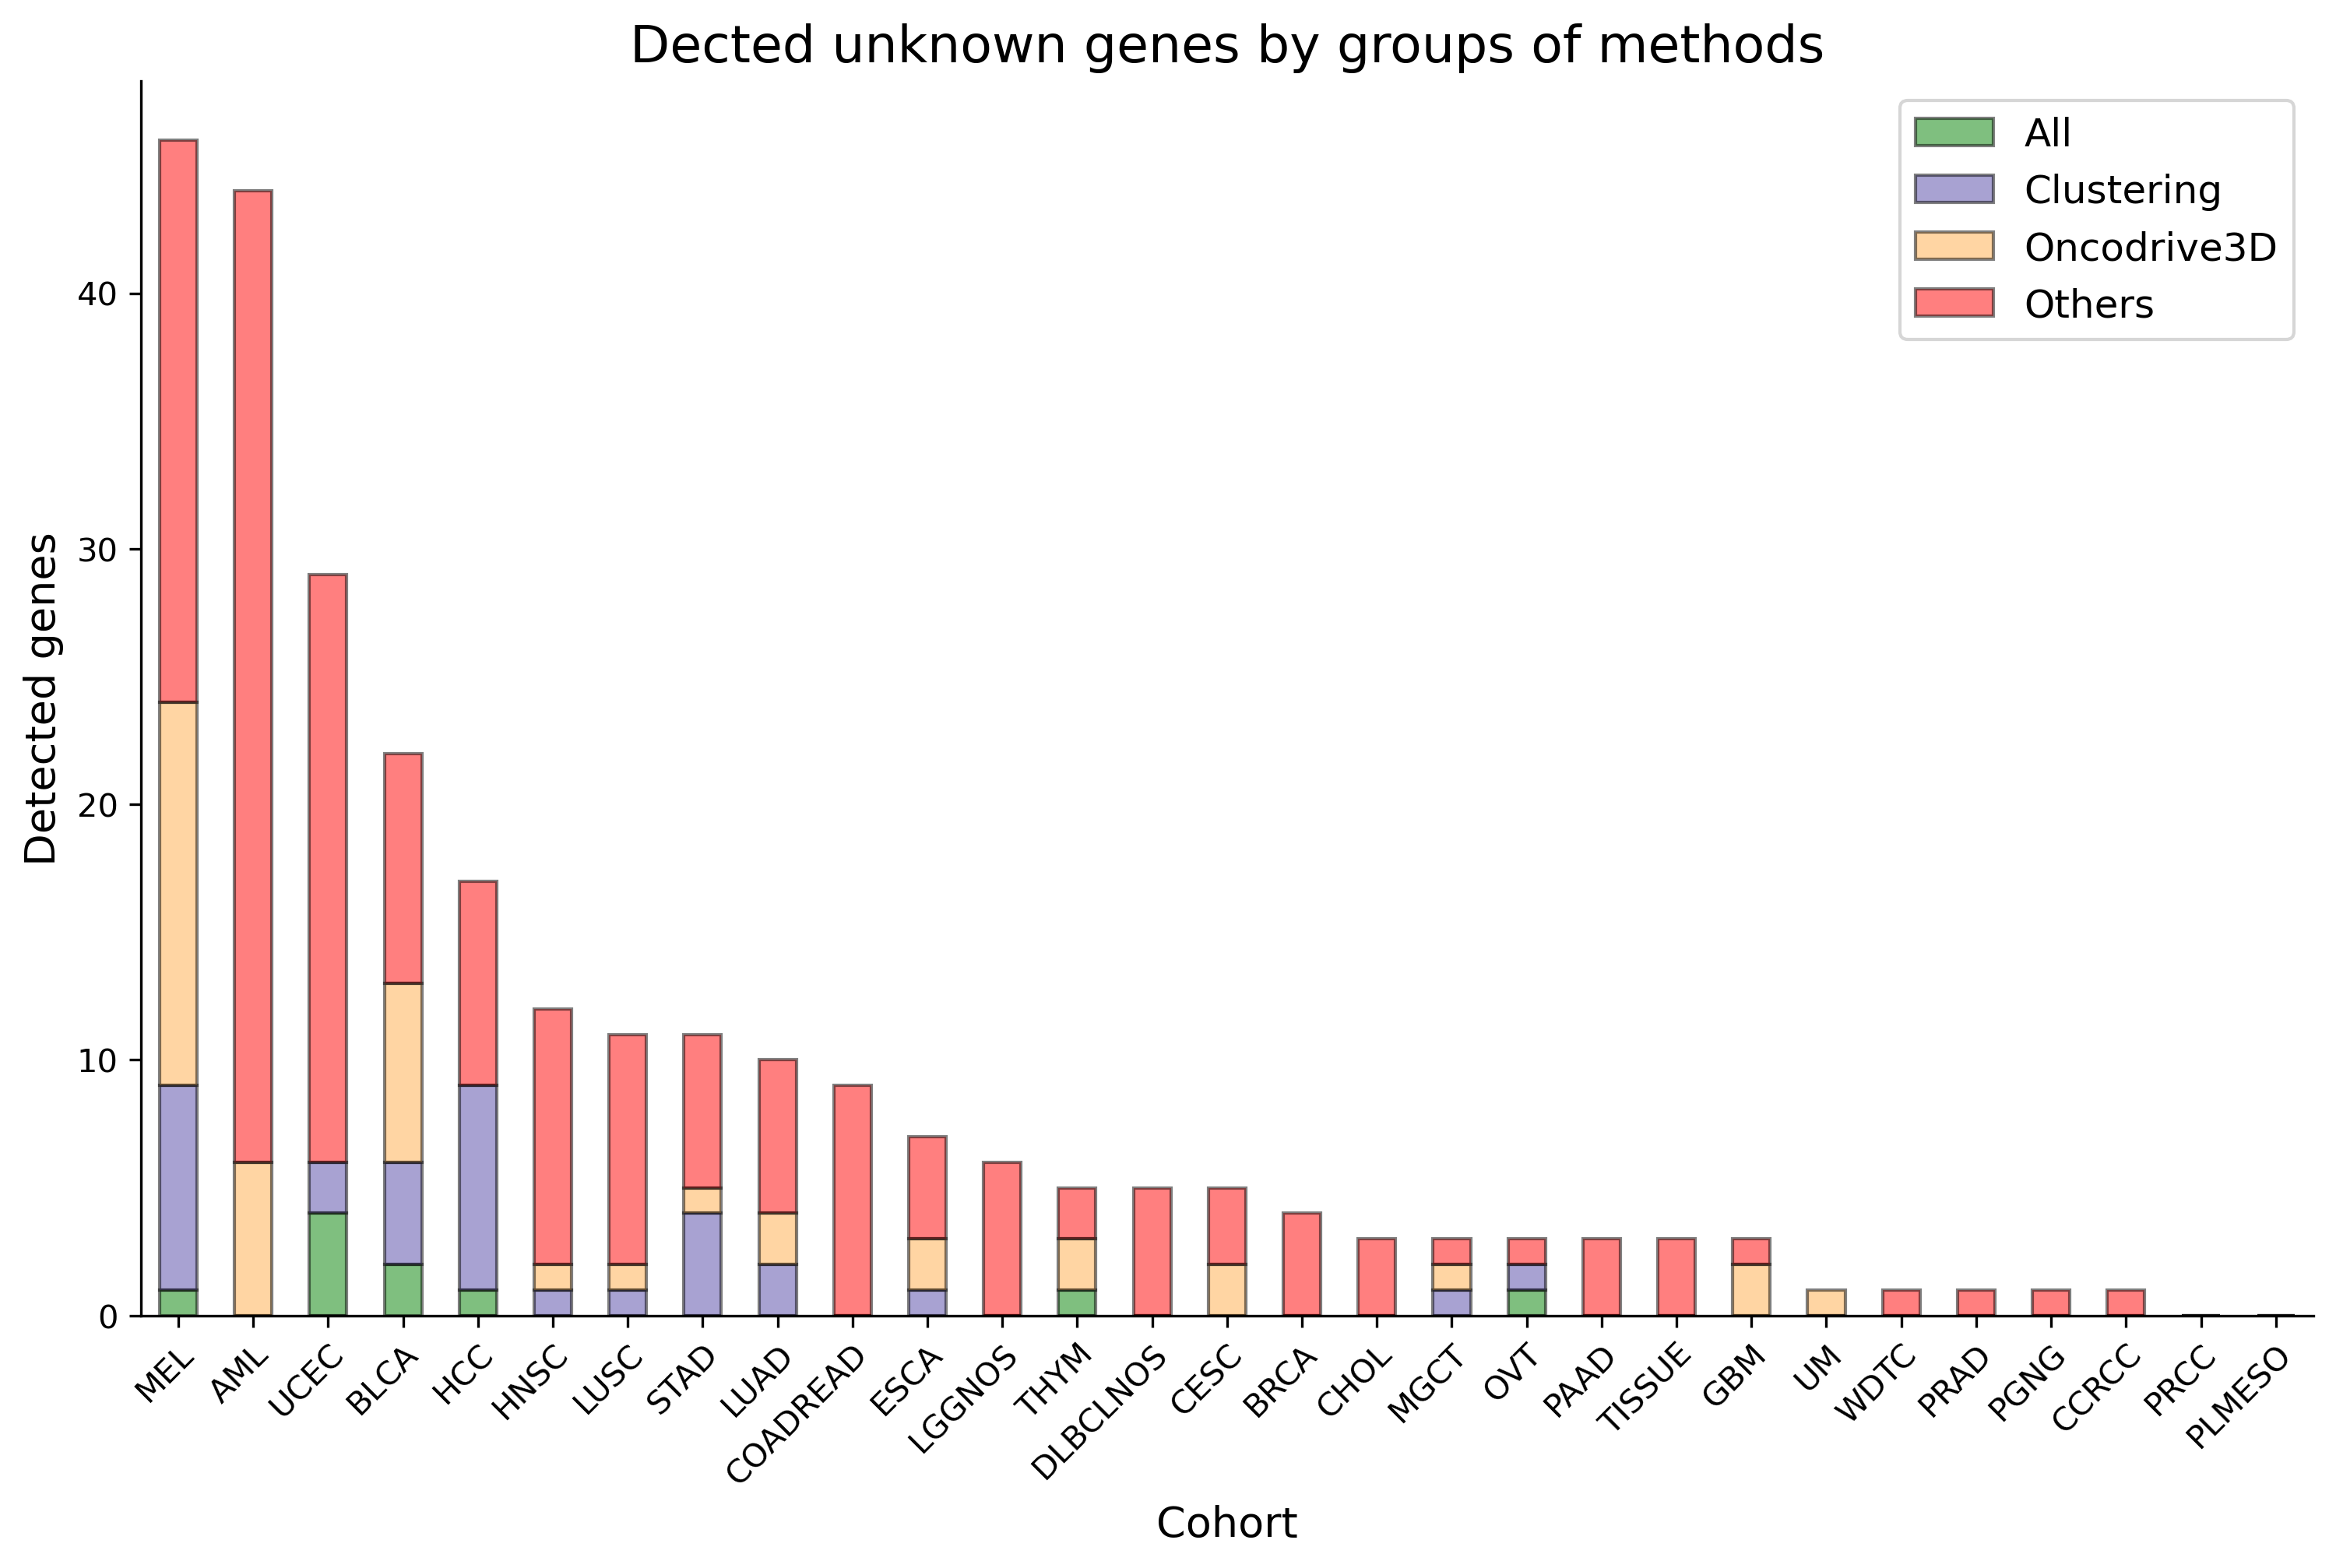 Dected unknown genes by groups of methods
All
Clustering
Oncodrive3D
Others
Detected genes
40
30
20
10
0
MEL
AML
UCEC
BLCA
HCC
HNSC
LUSC
STAD
LUAD
COADREAD
ESCA
LGGNOS
THYM
DLBCLNOS
CESC
BRCA
CHOL
MGCT
OVT
PAAD
TISSUE
GBM
UM
WDTC
PRAD
PGNG
CCRCC
PRCC
PLMESO
Cohort